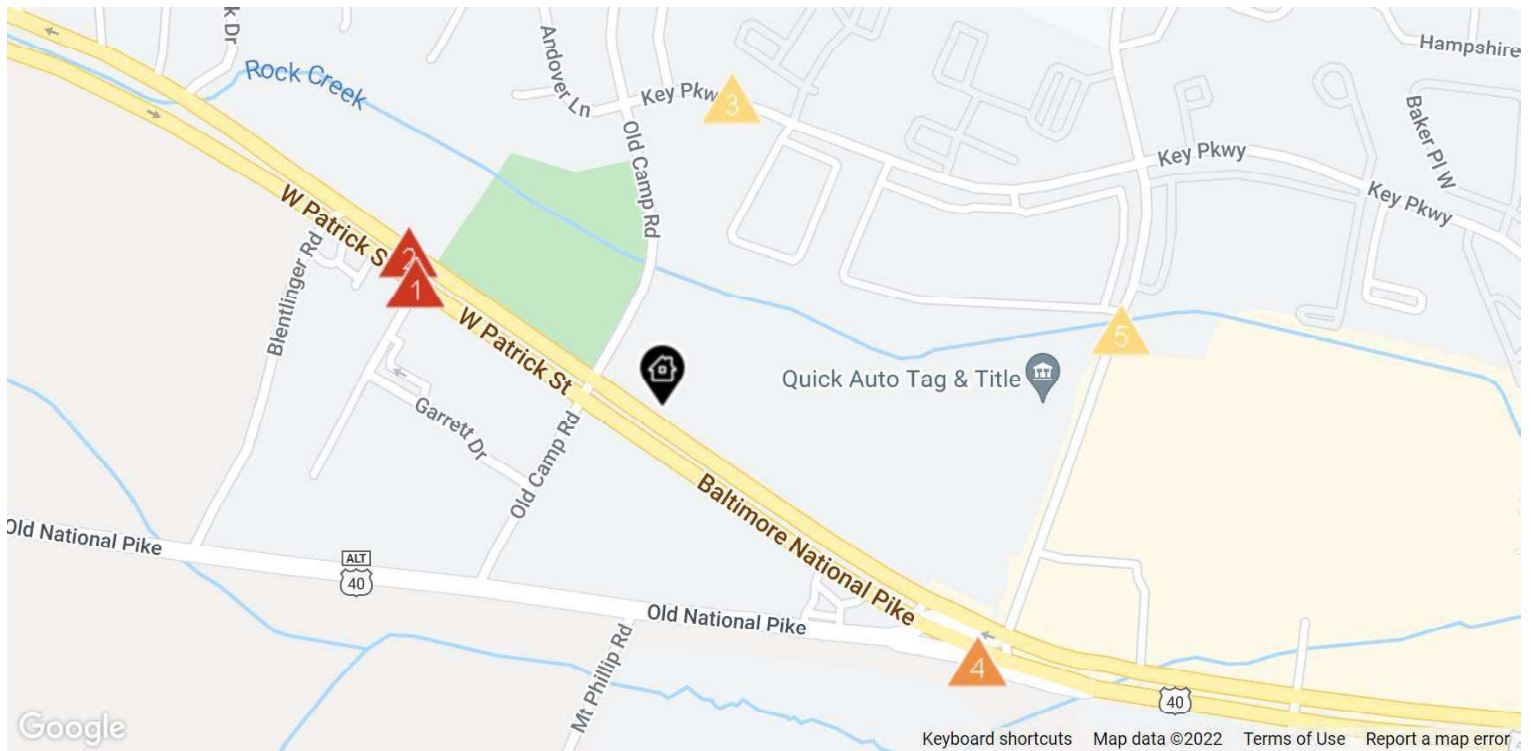 k Dr
Rock Creek
Andover Ln
Key Pkw
3
Hampshire
Old Camp Rd
Key Pkwy
Baker Pl W
Key Pkwy
W Patrick S
Blentlinger Rd
2
1
W Patrick St
5
Quick Auto Tag & Title
Garrett Dr
Old Camp Rd
Baltimore National Pike
Old National Pike
ALT
40
Old National Pike
Mt Phillip Rd
4
40
Google
Keyboard shortcuts Map data ©2022 Terms of Use Report a map error